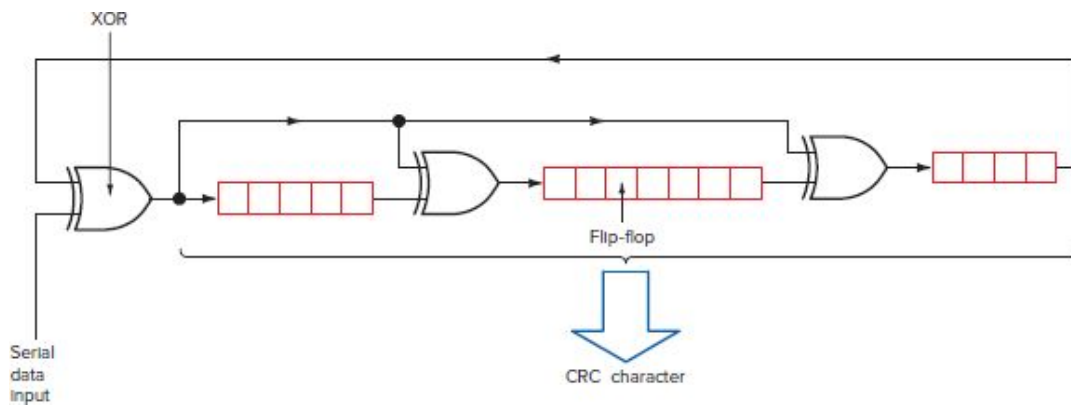 XOR
Flip-flop
CRC character
Serial
data
input